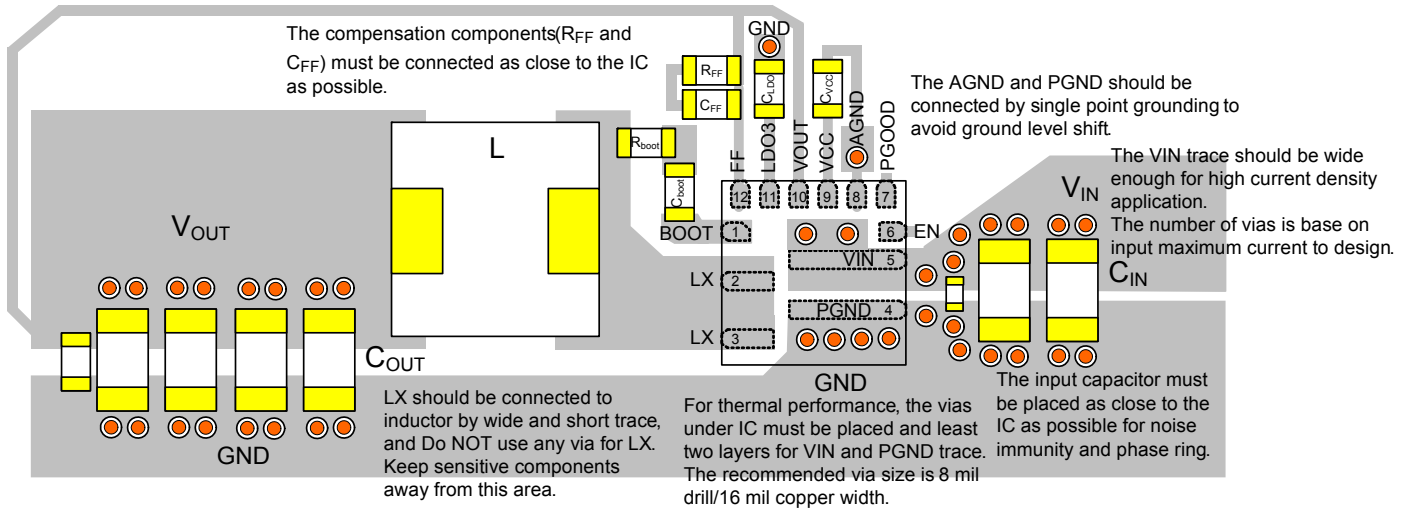 The compensation components(RFF and
CFF) must be connected as close to the IC
as possible.
GND
RFF
CFF
CLDO
CVCC
AGND
PGOOD
FF
LDO3
VOUT
VCC
The AGND and PGND should be
connected by single point grounding to
avoid ground level shift.
The VIN trace should be wide
enough for high current density
application.
The number of vias is base on
input maximum current to design.
L
Rboot
Cboot
12 11 10 9 8 7
VIN
VOUT
BOOT 1
6 EN
VIN 5
LX 2
CIN
PGND 4
LX 3
COUT
GND
LX should be connected to
inductor by wide and short trace,
and Do NOT use any via for LX.
Keep sensitive components
away from this area.
GND
For thermal performance, the vias
under IC must be placed and least
two layers for VIN and PGND trace.
The recommended via size is 8 mil
drill/16 mil copper width.
The input capacitor must
be placed as close to the
IC as possible for noise
immunity and phase ring.